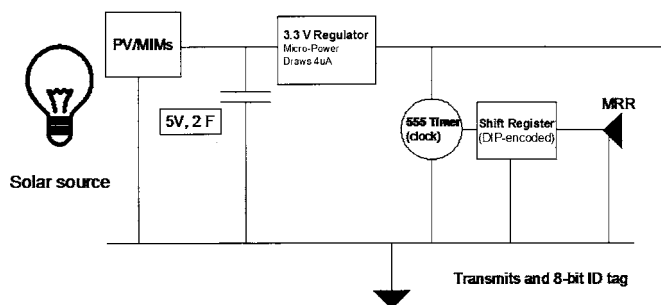 PV/MIMs
3.3 V Regulator
Micro-Power
Draws 4uA
5V, 2 F
Solar source
555 Timer
(clock)
Shift Register
(DIP-encoded)
MRR
Transmits and 8-bit ID tag